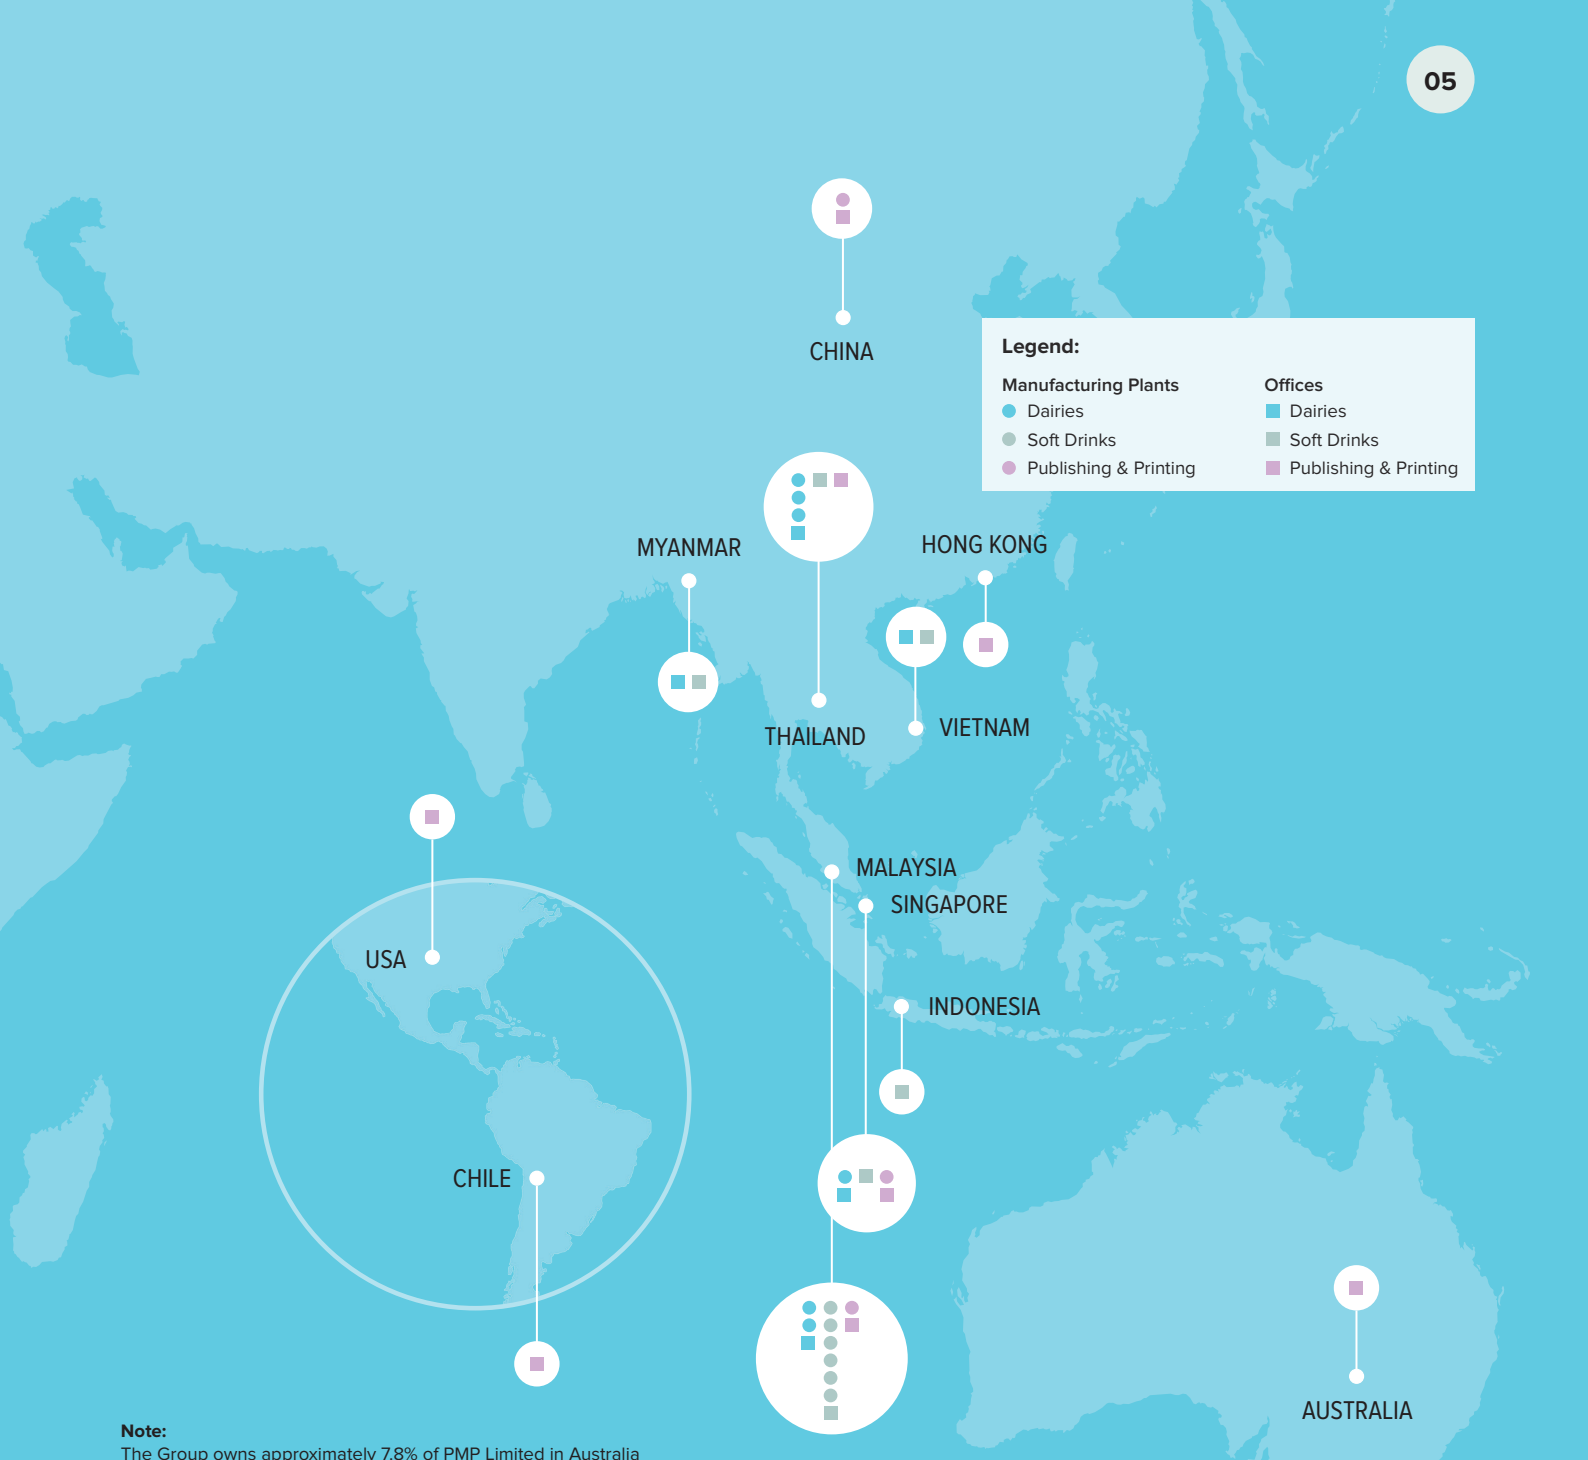 05
CHINA
Legend:
Manufacturing Plants
Dairies
Soft Drinks
Publishing & Printing
Offices
Dairies
Soft Drinks
Publishing & Printing
MYANMAR
HONG KONG
THAILAND
VIETNAM
MALAYSIA
SINGAPORE
USA
INDONESIA
CHILE
AUSTRALIA
Note:
The Group owns approximately 7.8% of PMP Limited in Australia